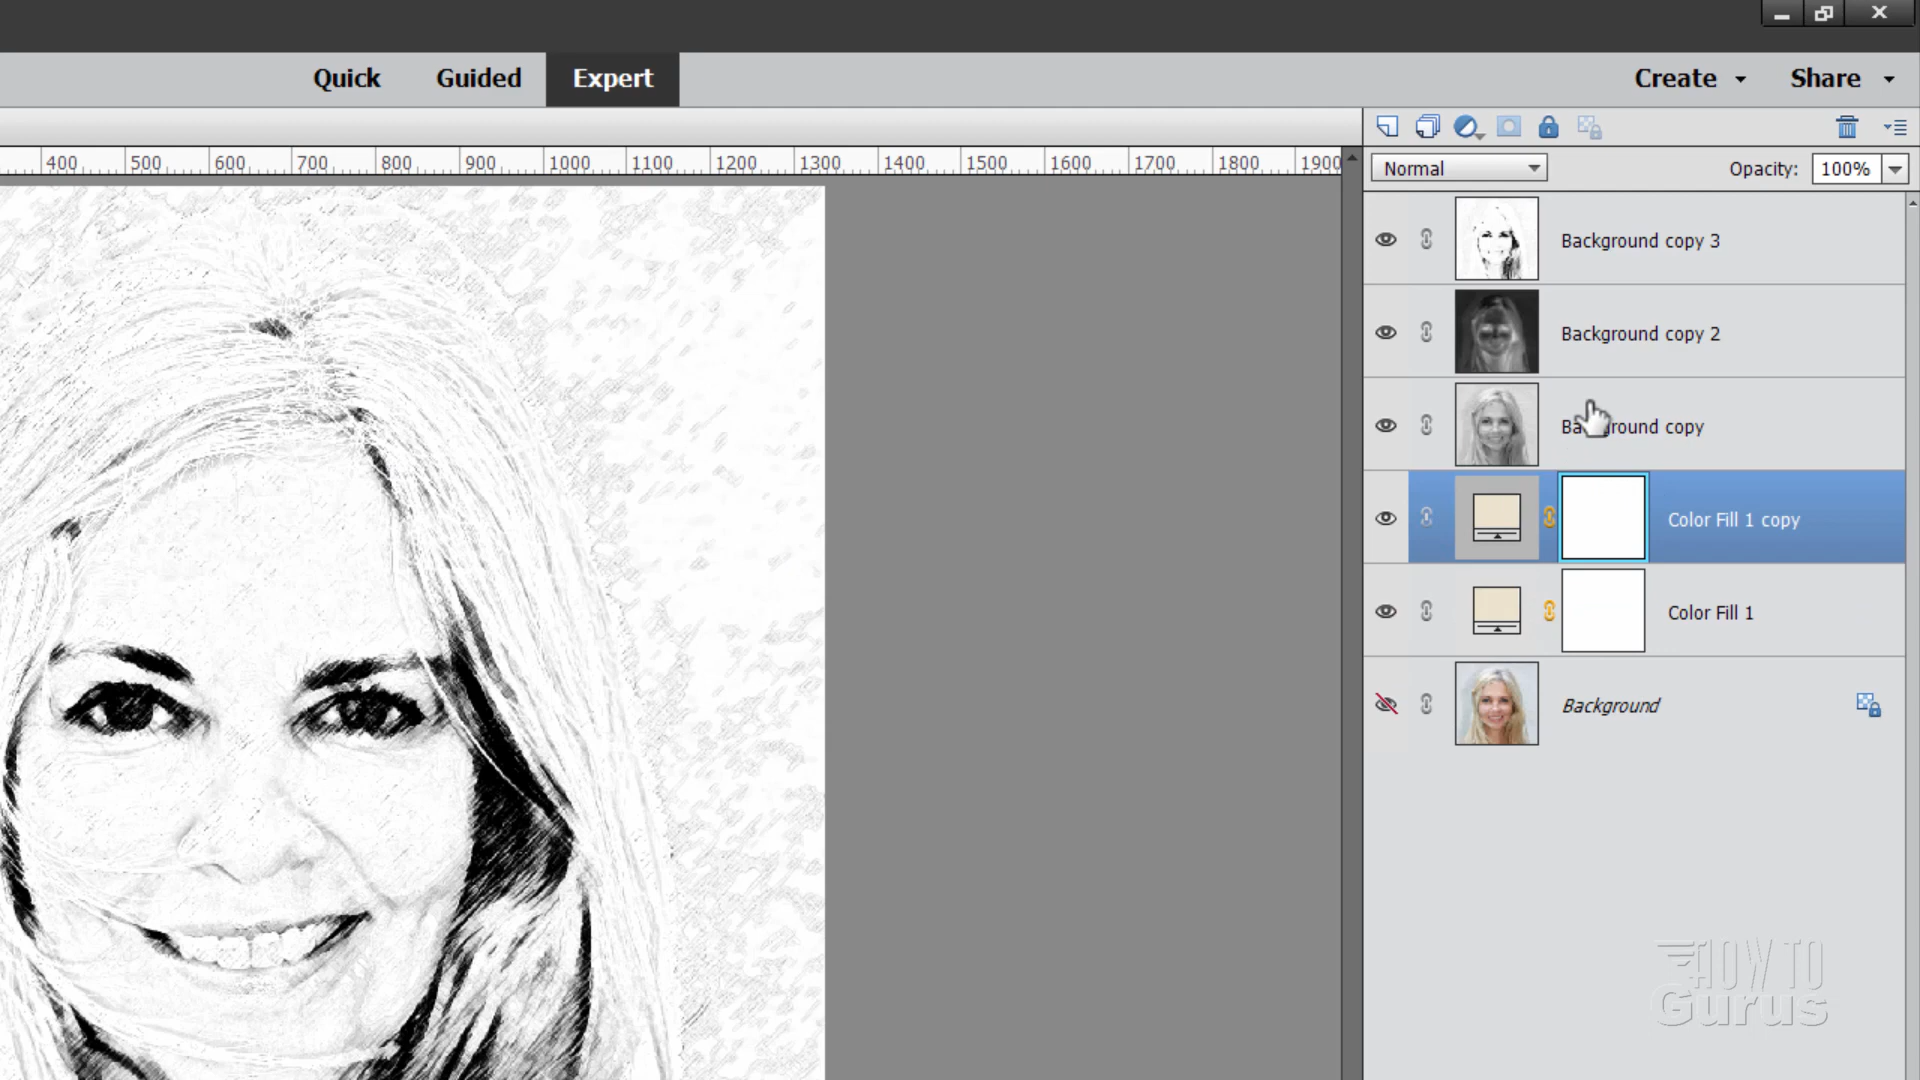 Quick Guided Expert Create Share
400 500 600 700 800 900 1000 1100 1200 1300 1400 1500 1600 1700 1800 1900
Normal Opacity: 100%
Background copy 3
Background copy 2
Background copy
Color Fill 1 copy
Color Fill 1
Background
HOW TO
Gurus